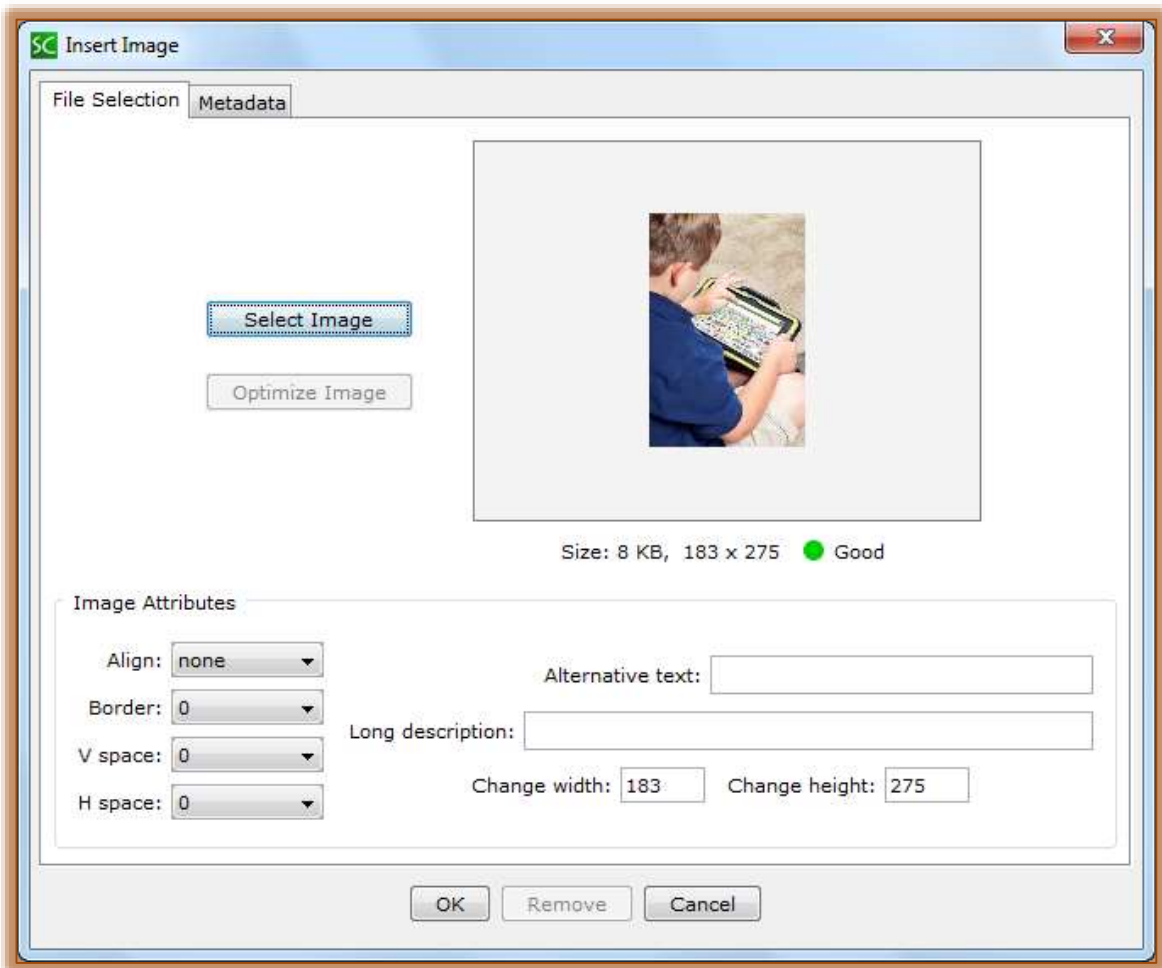 SC Insert Image X
File Selection Metadata
Select Image
Optimize Image
Size: 8 KB, 183 x 275 Good
Image Attributes
Align: none
Alternative text:
Border: 0
Long description:
V space: 0
Change width: 183 Change height: 275
H space: 0
OK Remove Cancel